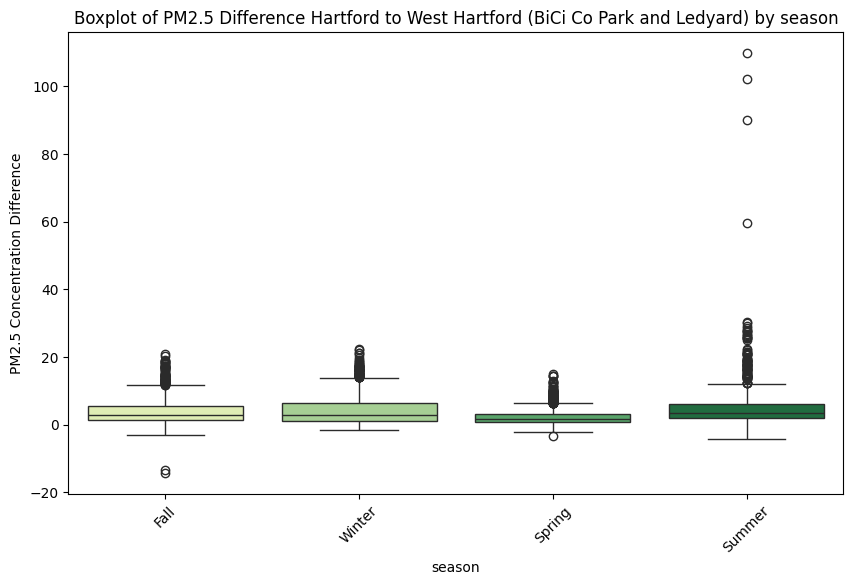 Boxplot of PM2.5 Difference Hartford to West Hartford (BiCi Co Park and Ledyard) by season
PM2.5 Concentration Difference
100
80
60
40
20
0
−20
Fall
Winter
Spring
Summer
season